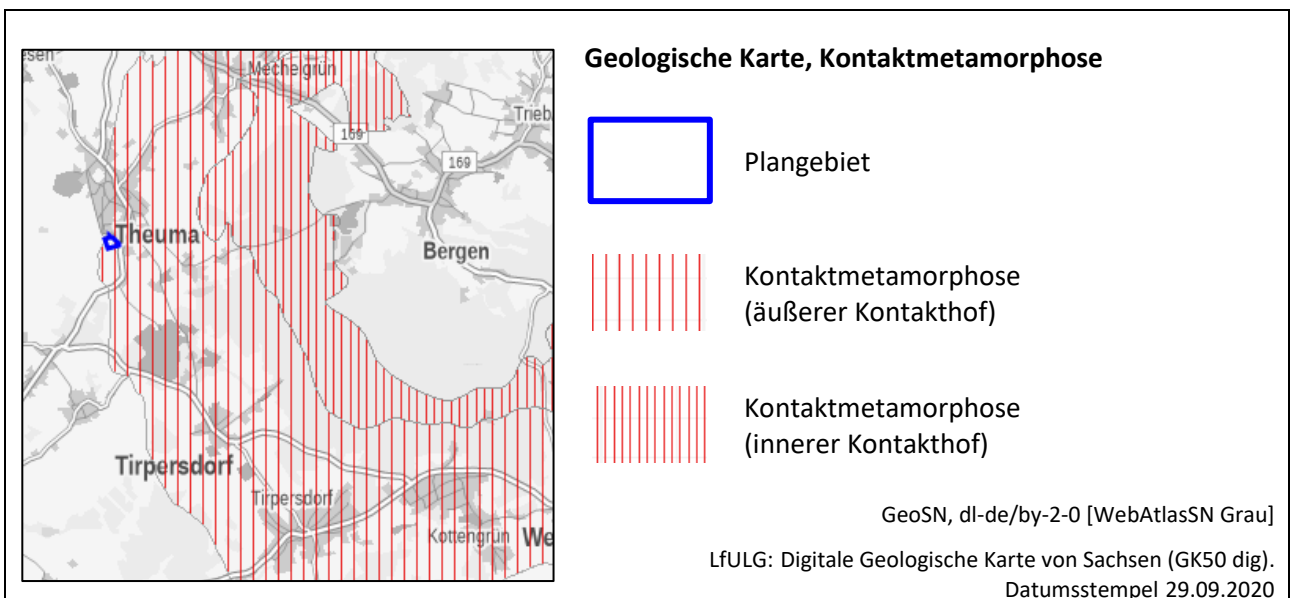 Geologische Karte, Kontaktmetamorphose
esen
Mechelgrün
Trieb
169
169
Theuma
Bergen
Tirpersdorf
Tirpersdorf
Kottengrün
We
Plangebiet
Kontaktmetamorphose
(äußerer Kontakthof)
Kontaktmetamorphose
(innerer Kontakthof)
GeoSN, dl-de/by-2-0 [WebAtlasSN Grau]
LfULG: Digitale Geologische Karte von Sachsen (GK50 dig).
Datumsstempel 29.09.2020